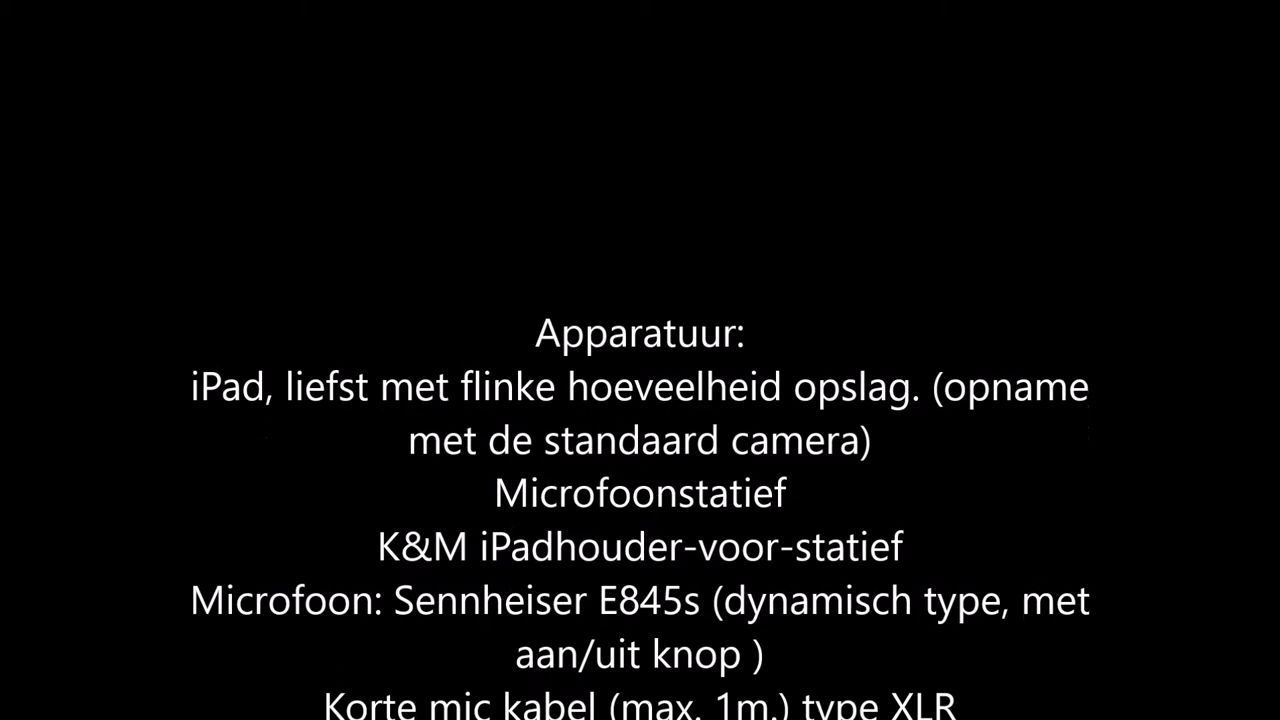 Apparatuur:
iPad, liefst met flinke hoeveelheid opslag. (opname
met de standaard camera)
Microfoonstatief
K&M iPadhouder-voor-statief
Microfoon: Sennheiser E845s (dynamisch type, met
aan/uit knop )
Korte mic kabel (max. 1m.) type XLR